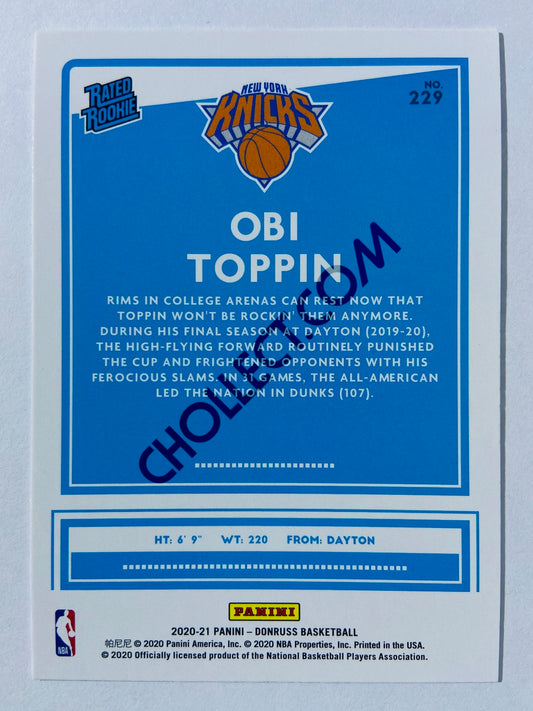 RATED
ROOKIE
NEW YORK
KNICKS
NO.
229
OBI
TOPPIN
RIMS IN COLLEGE ARENAS CAN REST NOW THAT
TOPPIN WON'T BE ROCKIN' THEM ANYMORE.
DURING HIS FINAL SEASON AT DAYTON (2019-20),
THE HIGH-FLYING FORWARD ROUTINELY PUNISHED
THE CUP AND FRIGHTENED OPPONENTS WITH HIS
FEROCIOUS SLAMS. IN 31 GAMES, THE ALL-AMERICAN
LED THE NATION IN DUNKS (107).
CHOLLECT.COM
HT: 6' 9" WT: 220 FROM: DAYTON
PANINI
2020-21 PANINI – DONRUSS BASKETBALL
帕尼尼 © 2020 Panini America, Inc. © 2020 NBA Properties, Inc. Printed in the USA.
© 2020 Officially licensed product of the National Basketball Players Association.
NBA